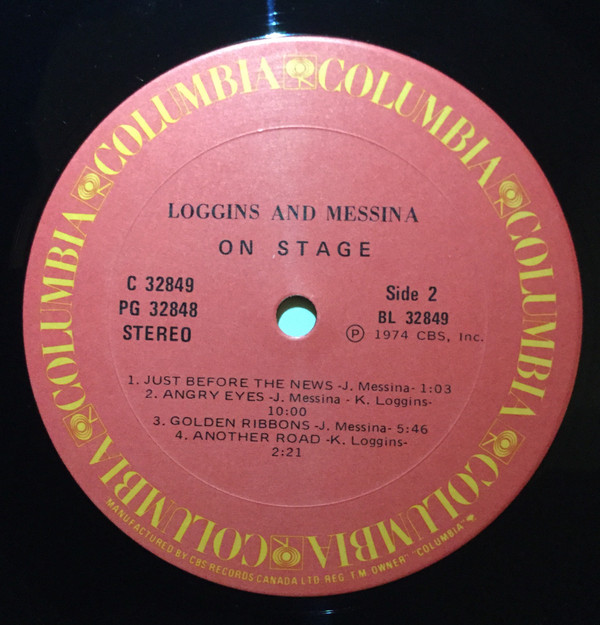 COLUMBIA COLUMBIA COLUMBIA COLUMBIA COLUMBIA COLUMBIA COLUMBIA COLUMBIA
LOGGINS AND MESSINA
ON STAGE
C 32849
PG 32848
STEREO
Side 2
BL 32849
Ⓟ 1974 CBS, Inc.
1. JUST BEFORE THE NEWS -J. Messina- 1:03
2. ANGRY EYES -J. Messina - K. Loggins-
10:00
3. GOLDEN RIBBONS -J. Messina- 5:46
4. ANOTHER ROAD -K. Loggins-
2:21
MANUFACTURED BY CBS RECORDS CANADA LTD REG. T.M. OWNER "COLUMBIA"